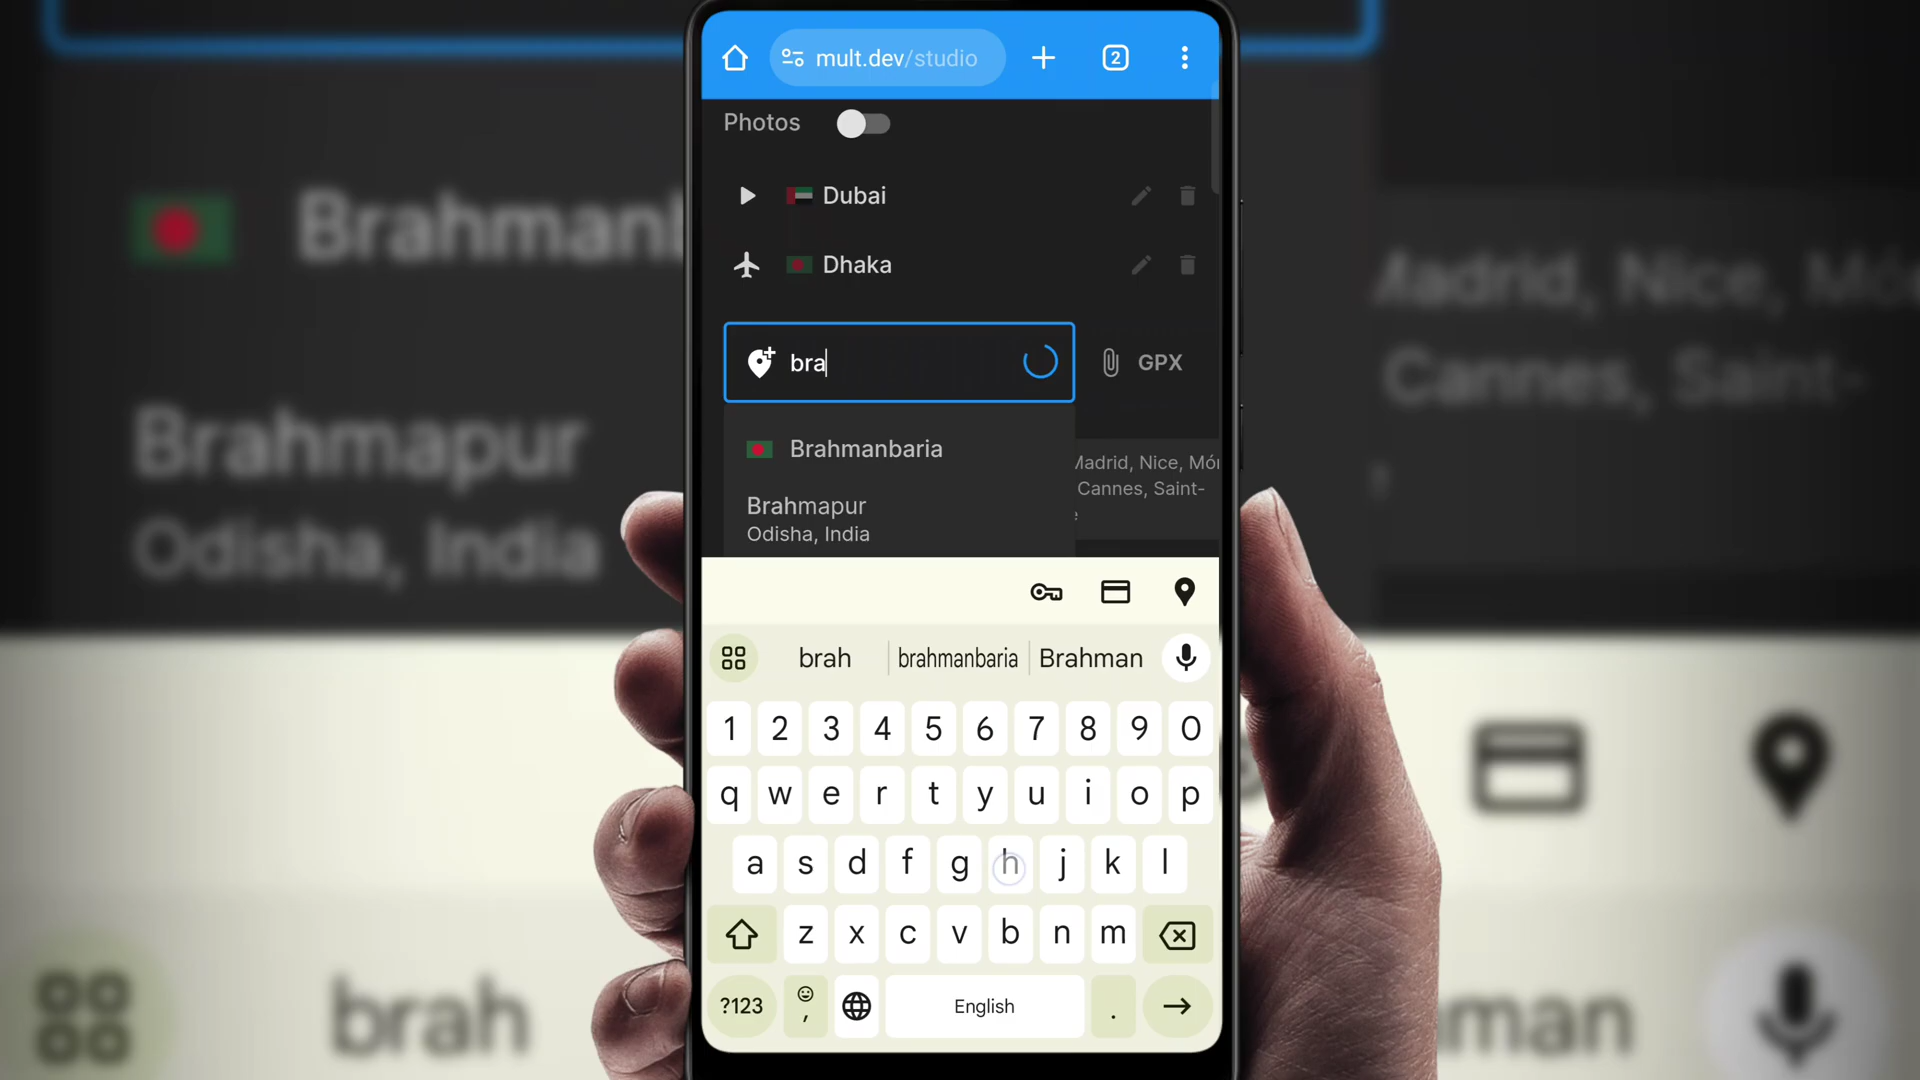 mult.dev/studio
2
Photos
Dubai
Dhaka
bra
GPX
Brahmanbaria
Brahmapur
Odisha, India
Madrid, Nice, Mó
Cannes, Saint-
brah brahmanbaria Brahman
1 2 3 4 5 6 7 8 9 0
q w e r t y u i o p
a s d f g h j k l
z x c v b n m
?123 , English .
Brahmanb
Brahmapur
Odisha, India
Madrid, Nice, Mó
Cannes, Saint-
brah
man